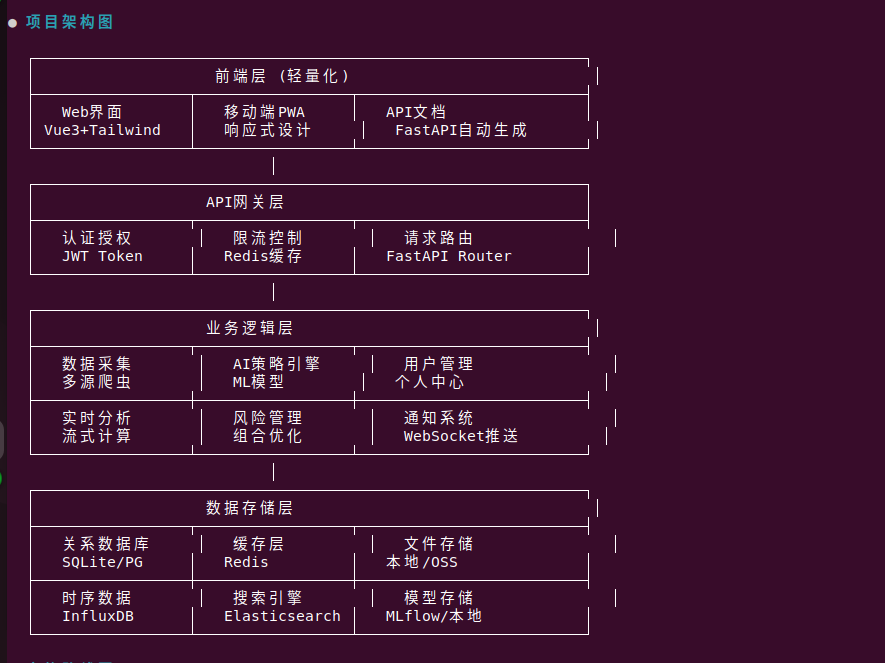 项目架构图
前端层 (轻量化)
Web界面 移动端PWA API文档
Vue3+Tailwind 响应式设计 FastAPI自动生成
API网关层
认证授权 限流控制 请求路由
JWT Token Redis缓存 FastAPI Router
业务逻辑层
数据采集 AI策略引擎 用户管理
多源爬虫 ML模型 个人中心
实时分析 风险管理 通知系统
流式计算 组合优化 WebSocket推送
数据存储层
关系数据库 缓存层 文件存储
SQLite/PG Redis 本地/OSS
时序数据 搜索引擎 模型存储
InfluxDB Elasticsearch MLflow/本地